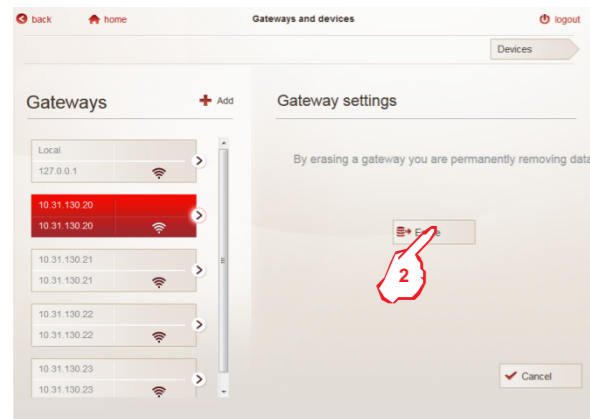 back home Gateways and devices logout
Devices
Gateways Add
Local
127.0.0.1
10.31.130.20
10.31.130.20
10.31.130.21
10.31.130.21
10.31.130.22
10.31.130.22
10.31.130.23
10.31.130.23
Gateway settings
By erasing a gateway you are permanently removing data
2
Cancel